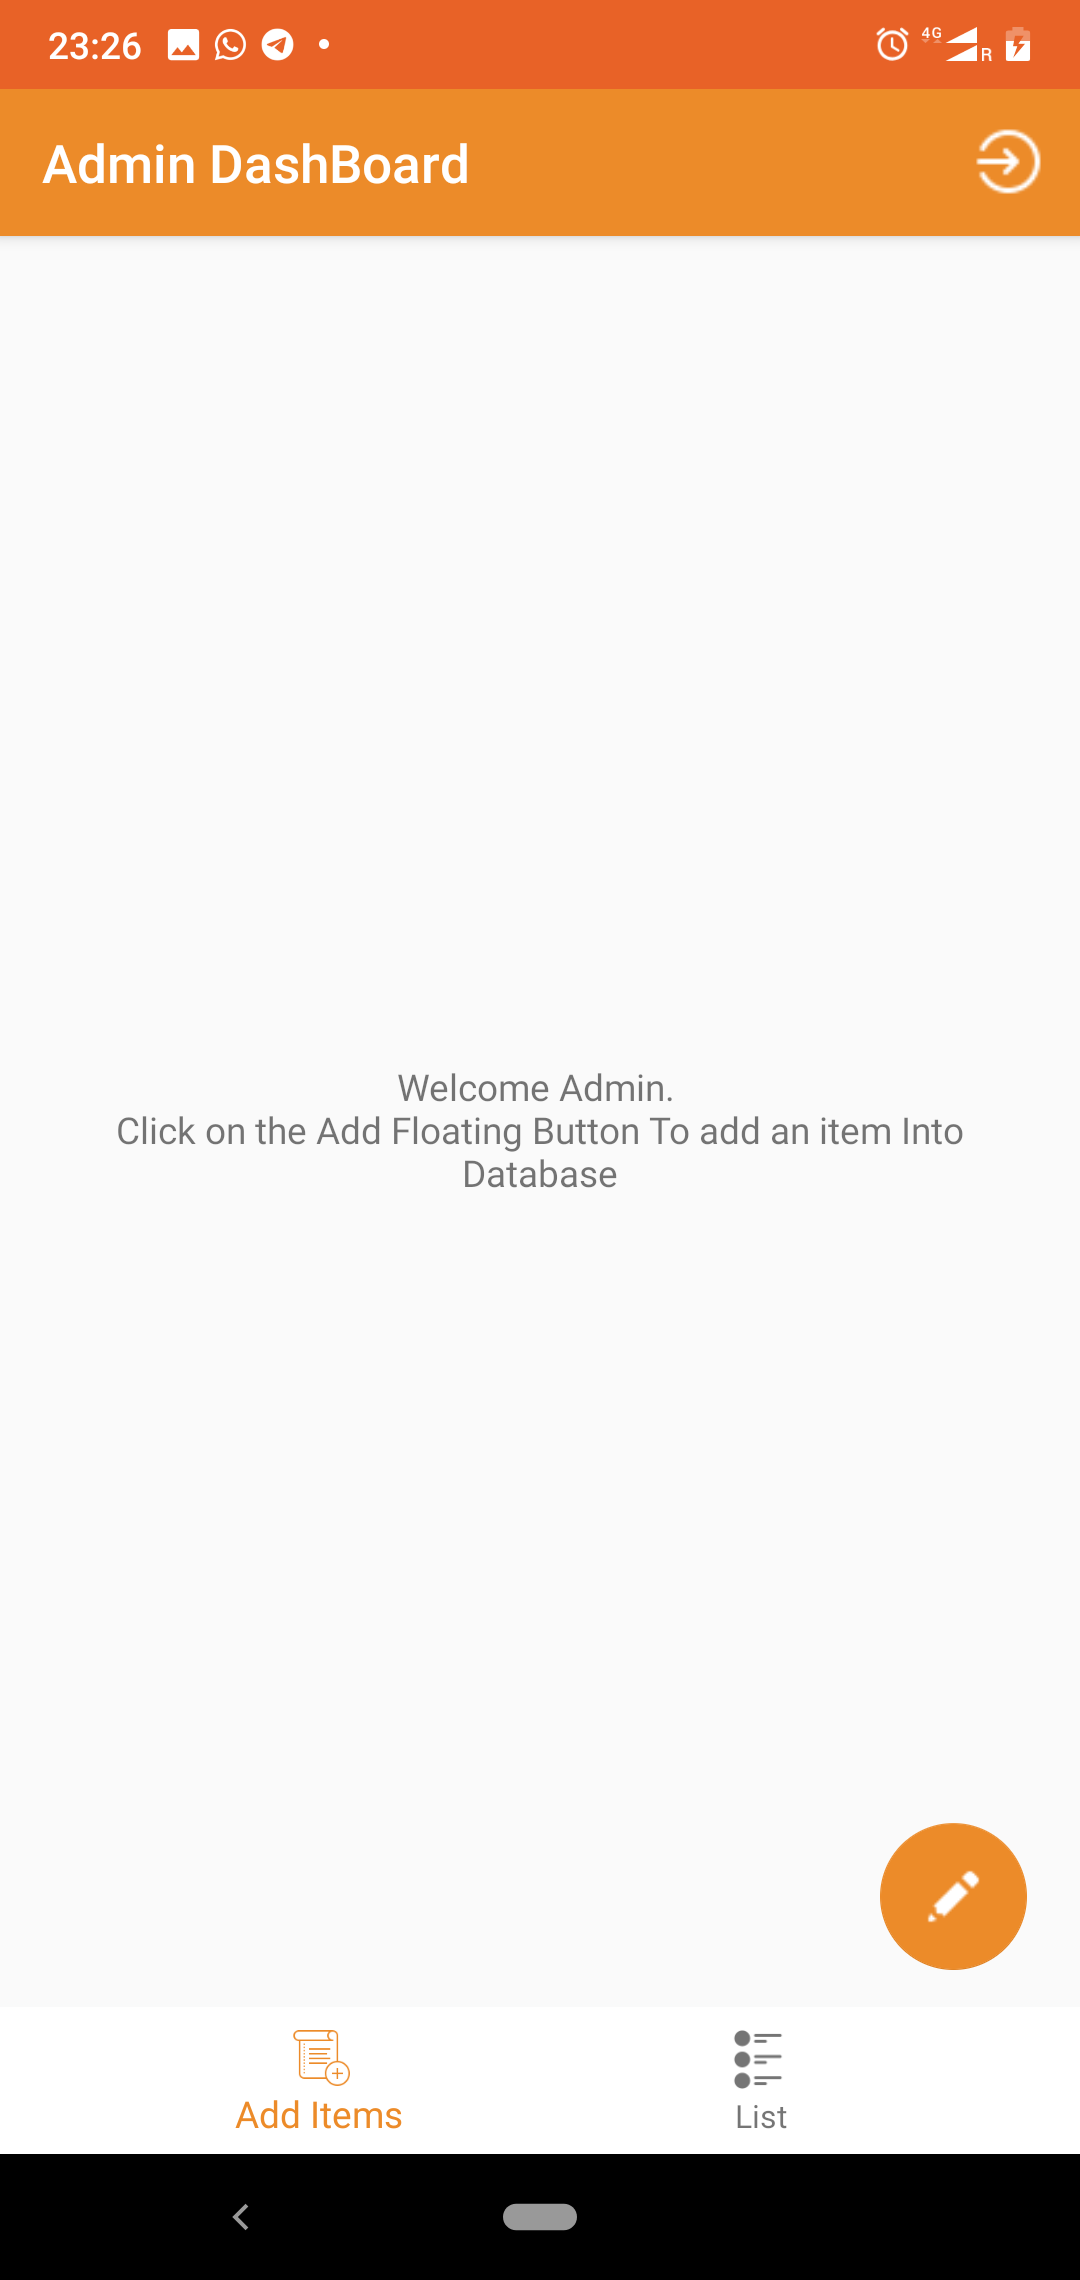 23:26
4G
R
Admin DashBoard
Welcome Admin.
Click on the Add Floating Button To add an item Into
Database
Add Items
List